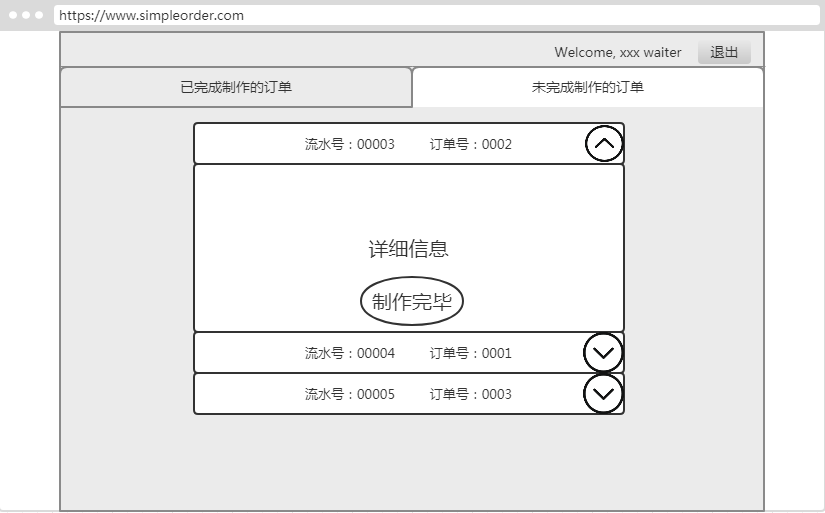 https://www.simpleorder.com
Welcome, xxx waiter 退出
已完成制作的订单 未完成制作的订单
流水号：00003 订单号：0002
详细信息
制作完毕
流水号：00004 订单号：0001
流水号：00005 订单号：0003